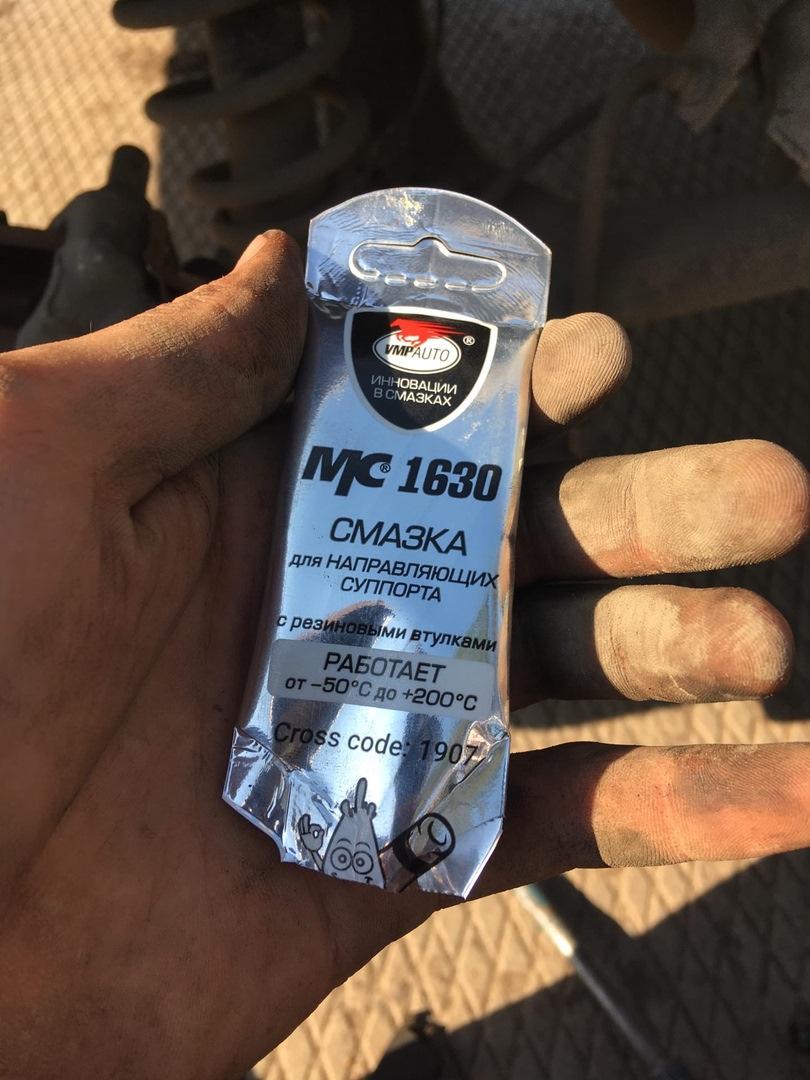 VMPAUTO ®
ИННОВАЦИИ
В СМАЗКАХ
МС® 1630
СМАЗКА
для НАПРАВЛЯЮЩИХ
СУППОРТА
с резиновыми втулками
РАБОТАЕТ
от −50°C до +200°C
Cross code: 1907